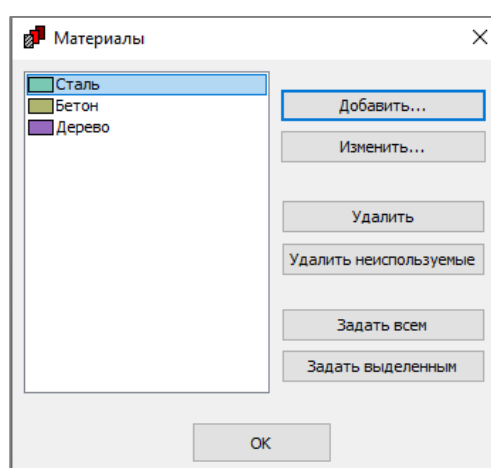 Материалы
Сталь
Бетон
Дерево
Добавить...
Изменить...
Удалить
Удалить неиспользуемые
Задать всем
Задать выделенным
OK